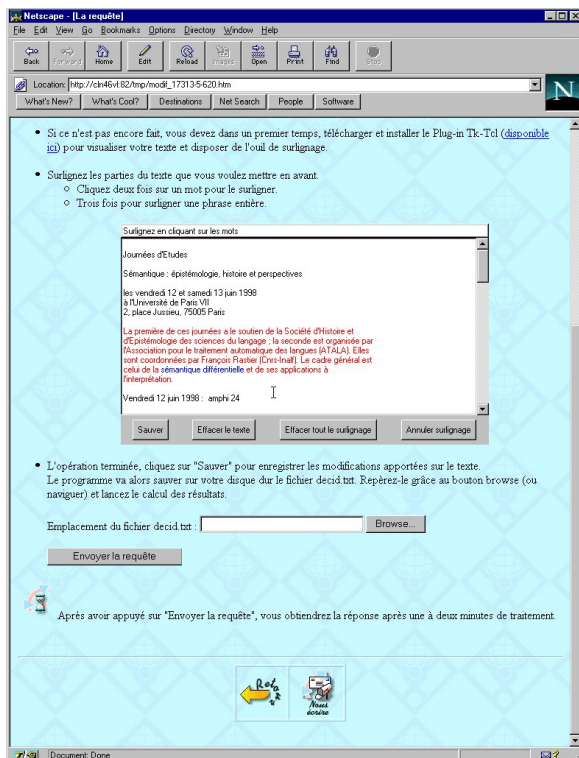 Netscape - [La requête]
File Edit View Go Bookmarks Options Directory Window Help
Back Forward Home Edit Reload Images Open Print Find Stop
Location: http://cln46vl:82/tmp/modif_17313-5-620.htm
What's New? What's Cool? Destinations Net Search People Software
N
• Si ce n'est pas encore fait, vous devez dans un premier temps, télécharger et installer le Plug-in Tk-Tcl (disponible
ici) pour visualiser votre texte et disposer de l'ouil de surlignage.
• Surlignez les parties du texte que vous voulez mettre en avant.
○ Cliquez deux fois sur un mot pour le surligner.
○ Trois fois pour surligner une phrase entière.
Surlignez en cliquant sur les mots
Journées d'Etudes
Sémantique : épistémologie, histoire et perspectives
les vendredi 12 et samedi 13 juin 1998
à l'Université de Paris VII
2, place Jussieu, 75005 Paris
La première de ces journées a le soutien de la Société d'Histoire et
d'Epistémologie des sciences du langage ; la seconde est organisée par
l'Association pour le traitement automatique des langues (ATALA). Elles
sont coordonnées par François Rastier (Cnrs-Inalf). Le cadre général est
celui de la sémantique différentielle et de ses applications à
l'interprétation.
Vendredi 12 juin 1998 : amphi 24
Sauver Effacer le texte Effacer tout le surlignage Annuler surlignage
• L'opération terminée, cliquez sur "Sauver" pour enregistrer les modifications apportées sur le texte.
Le programme va alors sauver sur votre disque dur le fichier decid.txt. Repèrez-le grâce au bouton browse (ou
naviguer) et lancez le calcul des résultats.
Emplacement du fichier decid.txt : Browse...
Envoyer la requête
Après avoir appuyé sur "Envoyer la requête", vous obtiendrez la réponse après une à deux minutes de traitement.
Retour
Nous
écrire
Document: Done